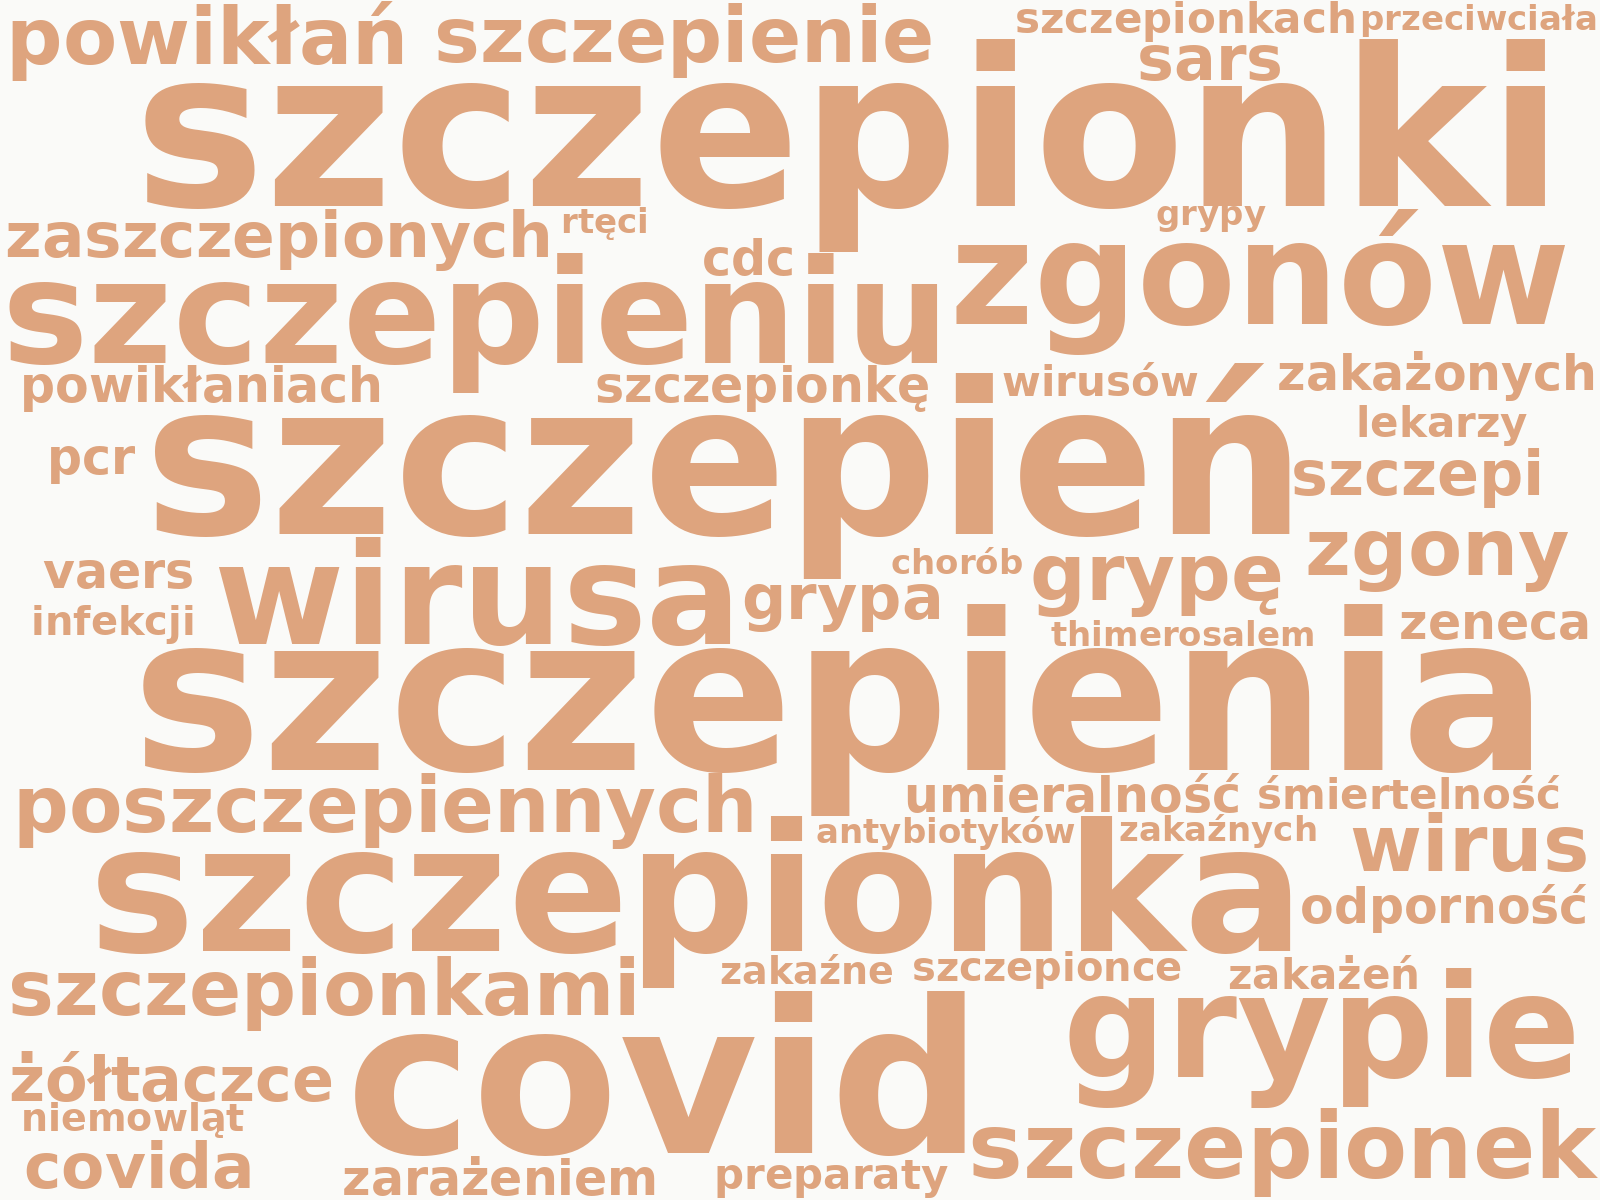 powikłań szczepienie szczepionkach przeciwciała
sars
szczepionki
zaszczepionych rtęci grypy
cdc zgonów
szczepieniu
powikłaniach szczepionkę wirusów zakażonych
lekarzy
pcr szczepień szczepi
zgony
vaers wirusa chorób grypę
infekcji grypa zeneca
thimerosalem
szczepienia
poszczepiennych umieralność śmiertelność
antybiotyków zakaźnych wirus
szczepionka odporność
szczepionkami zakaźne szczepionce zakażeń
covid grypie
żółtaczce
niemowląt
covida szczepionek
zarażeniem preparaty